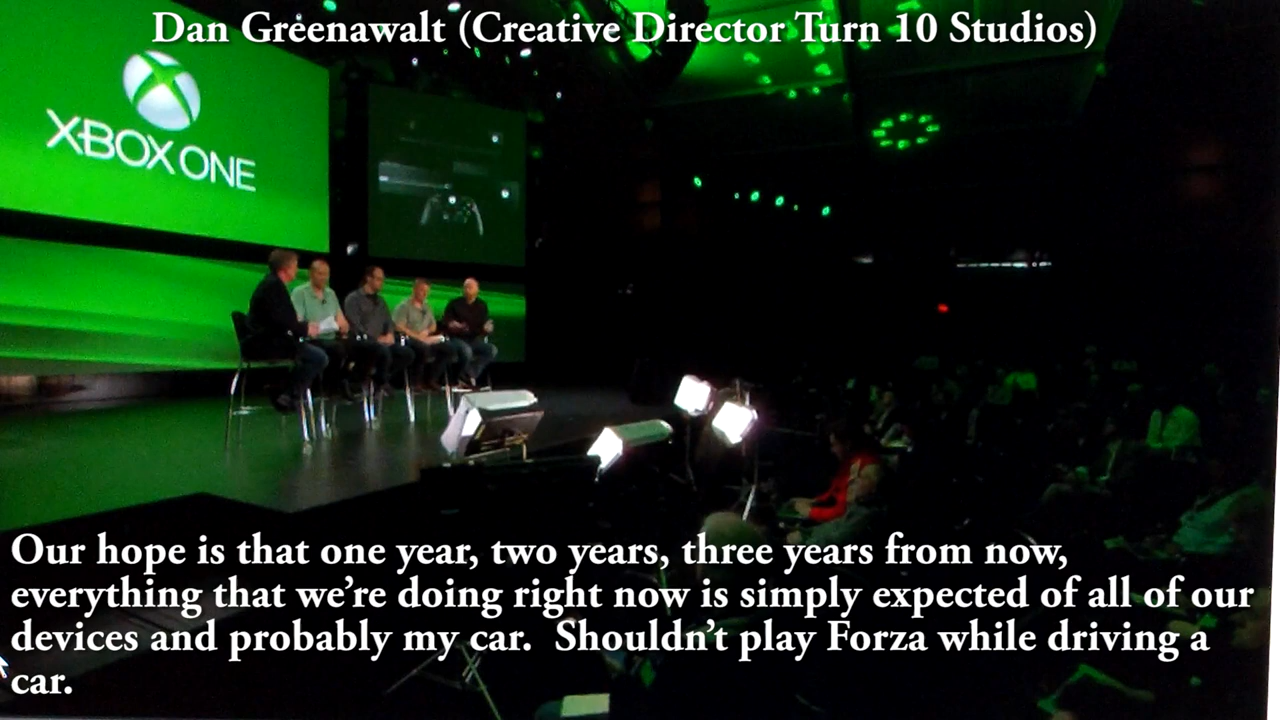 Dan Greenawalt (Creative Director Turn 10 Studios)
XBOX ONE
Our hope is that one year, two years, three years from now,
everything that we’re doing right now is simply expected of all of our
devices and probably my car.  Shouldn’t play Forza while driving a
car.